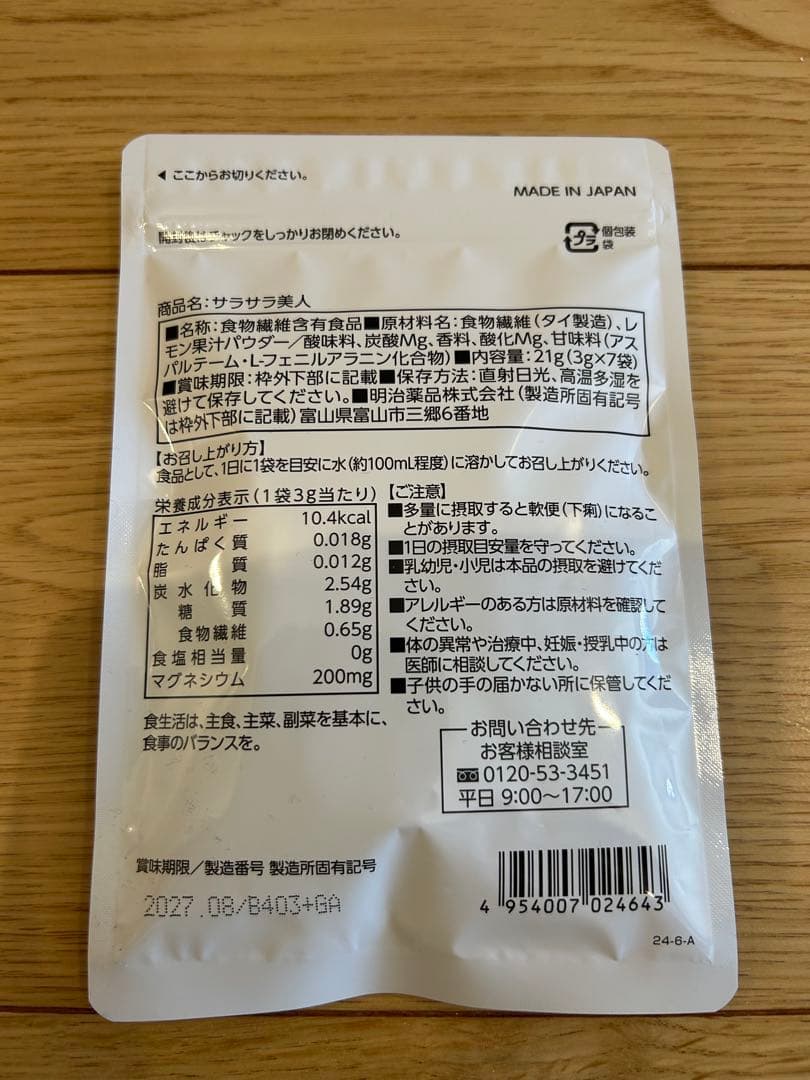 ◀ ここからお切りください。
MADE IN JAPAN
開封後はチャックをしっかりお閉めください。
プラ
個包装
袋
商品名：サラサラ美人
■名称：食物繊維含有食品■原材料名：食物繊維（タイ製造）、レ
モン果汁パウダー／酸味料、炭酸Mg、香料、酸化Mg、甘味料（アス
パルテーム・L-フェニルアラニン化合物）■内容量：21g（3g×7袋）
■賞味期限：枠外下部に記載■保存方法：直射日光、高温多湿を
避けて保存してください。■明治薬品株式会社（製造所固有記号
は枠外下部に記載）富山県富山市三郷6番地
【お召し上がり方】
食品として、1日に1袋を目安に水（約100mL程度）に溶かしてお召し上がりください。
栄養成分表示（1袋3g当たり）
エネルギー 10.4kcal
たんぱく質 0.018g
脂質 0.012g
炭水化物 2.54g
糖質 1.89g
食物繊維 0.65g
食塩相当量 0g
マグネシウム 200mg
食生活は、主食、主菜、副菜を基本に、
食事のバランスを。
【ご注意】
■多量に摂取すると軟便（下痢）になるこ
とがあります。
■1日の摂取目安量を守ってください。
■乳幼児・小児は本品の摂取を避けてくだ
さい。
■アレルギーのある方は原材料を確認して
ください。
■体の異常や治療中、妊娠・授乳中の方は
医師に相談してください。
■子供の手の届かない所に保管してくだ
さい。
お問い合わせ先
お客様相談室
0120-53-3451
平日 9:00〜17:00
賞味期限／製造番号 製造所固有記号
2027.08/B403+GA
4 954007 024643
24-6-A